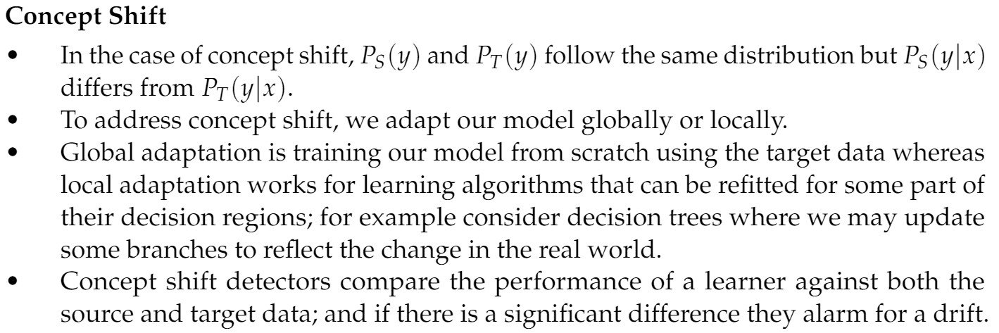 Concept Shift
• In the case of concept shift, P_S(y) and P_T(y) follow the same distribution but P_S(y|x)
differs from P_T(y|x).
• To address concept shift, we adapt our model globally or locally.
• Global adaptation is training our model from scratch using the target data whereas
local adaptation works for learning algorithms that can be refitted for some part of
their decision regions; for example consider decision trees where we may update
some branches to reflect the change in the real world.
• Concept shift detectors compare the performance of a learner against both the
source and target data; and if there is a significant difference they alarm for a drift.